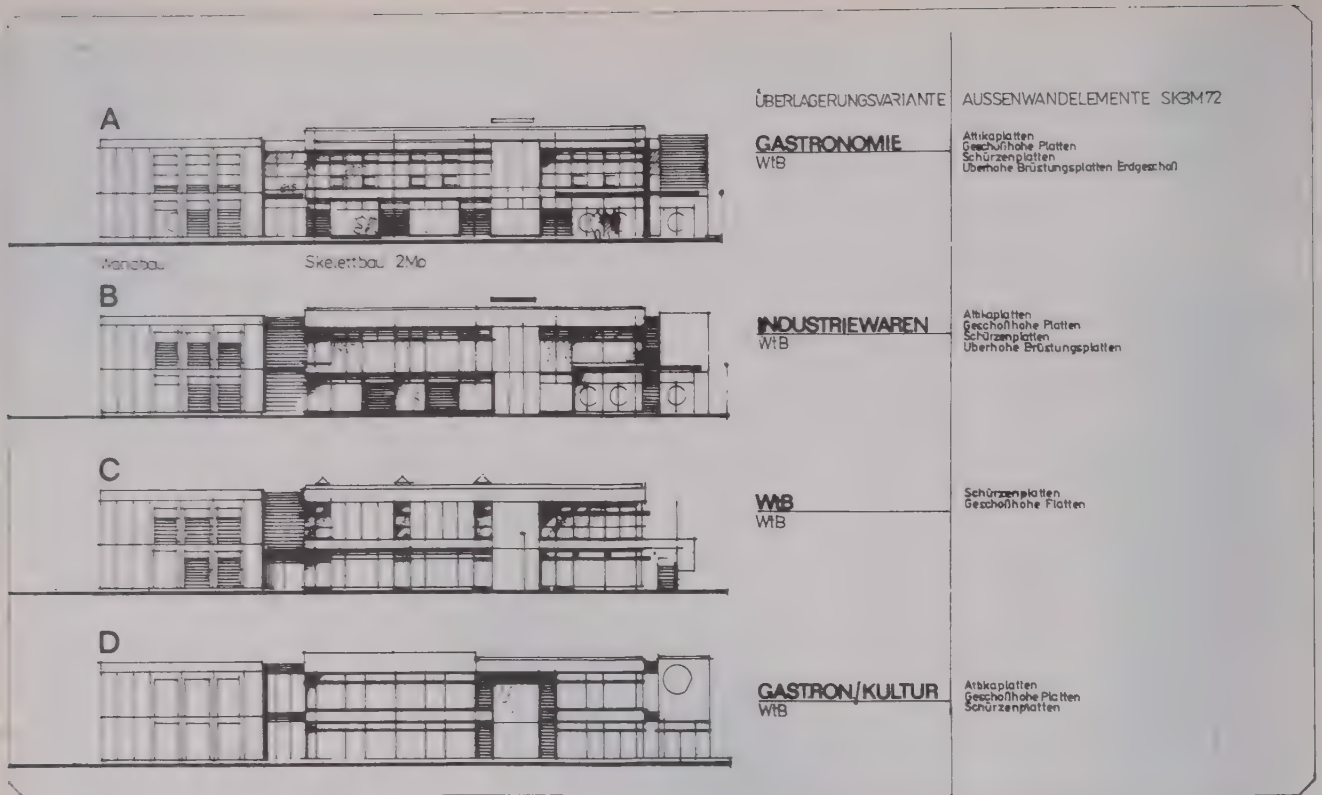 ÜBERLAGERUNGSVARIANTE
AUSSENWANDELEMENTE SKBM72
A
GASTRONOMIE
WtB
Attikaplatten
Geschoßhohe Platten
Schürzenplatten
Überhohe Brüstungsplatten Erdgeschoß
Wandbau
Skelettbau 2Mp
B
INDUSTRIEWAREN
WtB
Attikaplatten
Geschoßhohe Platten
Schürzenplatten
Überhohe Brüstungsplatten
C
WtB
WtB
Schürzenplatten
Geschoßhohe Platten
D
GASTRON/KULTUR
WtB
Attikaplatten
Geschoßhohe Platten
Schürzenplatten